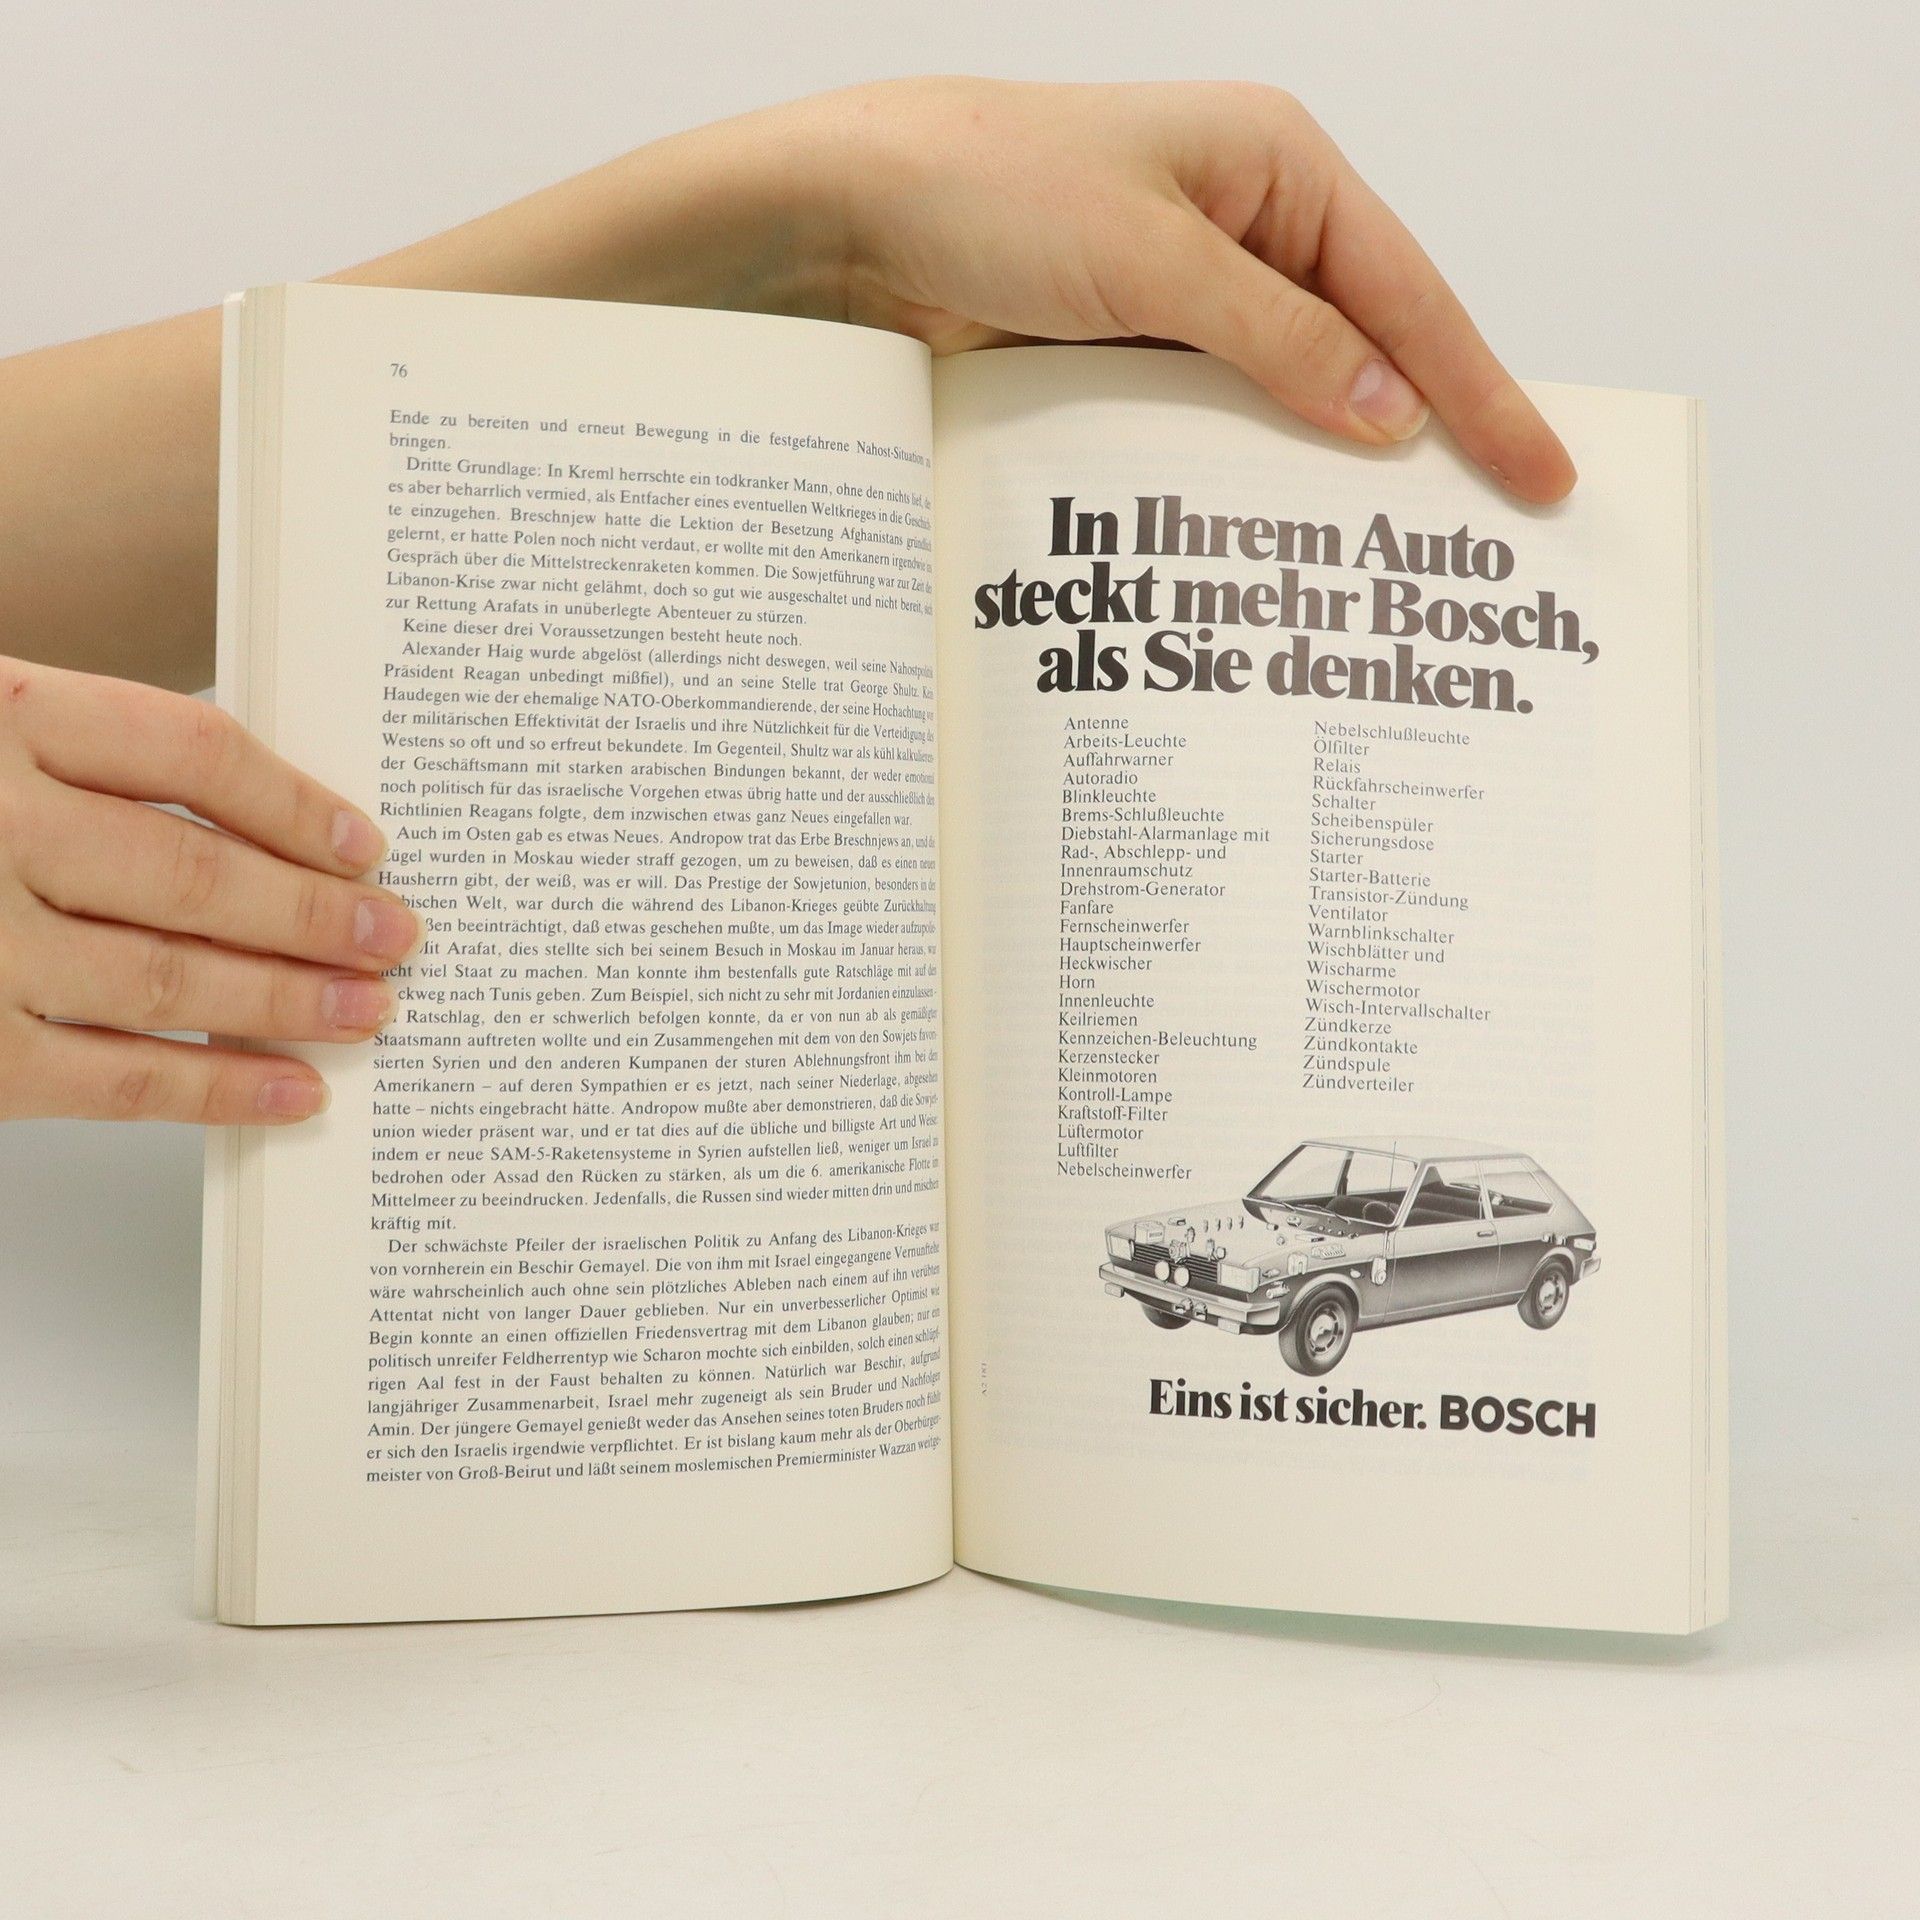 76
Ende zu bereiten und erneut Bewegung in die festgefahrene Nahost-Situation
bringen.
Dritte Grundlage: In Kreml herrschte ein todkranker Mann, ohne den nichts lief,
es aber beharrlich vermied, als Entfacher eines eventuellen Weltkrieges in die
te einzugehen. Breschnjew hatte die Lektion der Besetzung Afghanistans gründlich
gelernt, er hatte Polen noch nicht verdaut, er wollte mit den Amerikanern irgendwie
Gespräch über die Mittelstreckenraketen kommen. Die Sowjetführung war zur Zeit
Libanon-Krise zwar nicht gelähmt, doch so gut wie ausgeschaltet und nicht bereit, sich
zur Rettung Arafats in unüberlegte Abenteuer zu stürzen.
Keine dieser drei Voraussetzungen besteht heute noch.
Alexander Haig wurde abgelöst (allerdings nicht deswegen, weil seine Nahostpolitik
Präsident Reagan unbedingt mißfiel), und an seine Stelle trat George Shultz. Kein
Haudegen wie der ehemalige NATO-Oberkommandierende, der seine Hochachtung vor
der militärischen Effektivität der Israelis und ihre Nützlichkeit für die Verteidigung des
Westens so oft und so erfreut bekundete. Im Gegenteil, Shultz war als kühl kalkulieren-
der Geschäftsmann mit starken arabischen Bindungen bekannt, der weder emotional
noch politisch für das israelische Vorgehen etwas übrig hatte und der ausschließlich den
Richtlinien Reagans folgte, dem inzwischen etwas ganz Neues eingefallen war.
Auch im Osten gab es etwas Neues. Andropow trat das Erbe Breschnjews an, und die
Zügel wurden in Moskau wieder straff gezogen, um zu beweisen, daß es einen neuen
Hausherrn gibt, der weiß, was er will. Das Prestige der Sowjetunion, besonders in der
bischen Welt, war durch die während des Libanon-Krieges geübte Zurückhaltung
ßen beeinträchtigt, daß etwas geschehen mußte, um das Image wieder aufzupolie-
Mit Arafat, dies stellte sich bei seinem Besuch in Moskau im Januar heraus, war
nicht viel Staat zu machen. Man konnte ihm bestenfalls gute Ratschläge mit auf den
ckweg nach Tunis geben. Zum Beispiel, sich nicht zu sehr mit Jordanien einzulassen –
Ratschlag, den er schwerlich befolgen konnte, da er von nun ab als gemäßigter
Staatsmann auftreten wollte und ein Zusammengehen mit dem von den Sowjets favori-
sierten Syrien und den anderen Kumpanen der sturen Ablehnungsfront ihm bei den
Amerikanern – auf deren Sympathien er es jetzt, nach seiner Niederlage, abgesehen
hatte – nichts eingebracht hätte. Andropow mußte aber demonstrieren, daß die Sowjet-
union wieder präsent war, und er tat dies auf die übliche und billigste Art und Weise:
indem er neue SAM-5-Raketensysteme in Syrien aufstellen ließ, weniger um Israel zu
bedrohen oder Assad den Rücken zu stärken, als um die 6. amerikanische Flotte im
Mittelmeer zu beeindrucken. Jedenfalls, die Russen sind wieder mitten drin und mischen
kräftig mit.
Der schwächste Pfeiler der israelischen Politik zu Anfang des Libanon-Krieges war
von vornherein ein Beschir Gemayel. Die von ihm mit Israel eingegangene Vernunftehe
wäre wahrscheinlich auch ohne sein plötzliches Ableben nach einem auf ihn verübten
Attentat nicht von langer Dauer geblieben. Nur ein unverbesserlicher Optimist wie
Begin konnte an einen offiziellen Friedensvertrag mit dem Libanon glauben; nur ein
politisch unreifer Feldherrentyp wie Scharon mochte sich einbilden, solch einen schlüpf-
rigen Aal fest in der Faust behalten zu können. Natürlich war Beschir, aufgrund
langjähriger Zusammenarbeit, Israel mehr zugeneigt als sein Bruder und Nachfolger
Amin. Der jüngere Gemayel genießt weder das Ansehen seines toten Bruders noch fühlt
er sich den Israelis irgendwie verpflichtet. Er ist bislang kaum mehr als der Oberbürger-
meister von Groß-Beirut und läßt seinem moslemischen Premierminister Wazzan weitge-
In Ihrem Auto
steckt mehr Bosch,
als Sie denken.
Antenne
Arbeits-Leuchte
Auffahrwarner
Autoradio
Blinkleuchte
Brems-Schlußleuchte
Diebstahl-Alarmanlage mit
Rad-, Abschlepp- und
Innenraumschutz
Drehstrom-Generator
Fanfare
Fernscheinwerfer
Hauptscheinwerfer
Heckwischer
Horn
Innenleuchte
Keilriemen
Kennzeichen-Beleuchtung
Kerzenstecker
Kleinmotoren
Kontroll-Lampe
Kraftstoff-Filter
Lüftermotor
Luftfilter
Nebelscheinwerfer
Nebelschlußleuchte
Ölfilter
Relais
Rückfahrscheinwerfer
Schalter
Scheibenspüler
Sicherungsdose
Starter
Starter-Batterie
Transistor-Zündung
Ventilator
Warnblinkschalter
Wischblätter und
Wischarme
Wischermotor
Wisch-Intervallschalter
Zündkerze
Zündkontakte
Zündspule
Zündverteiler
Eins ist sicher. BOSCH